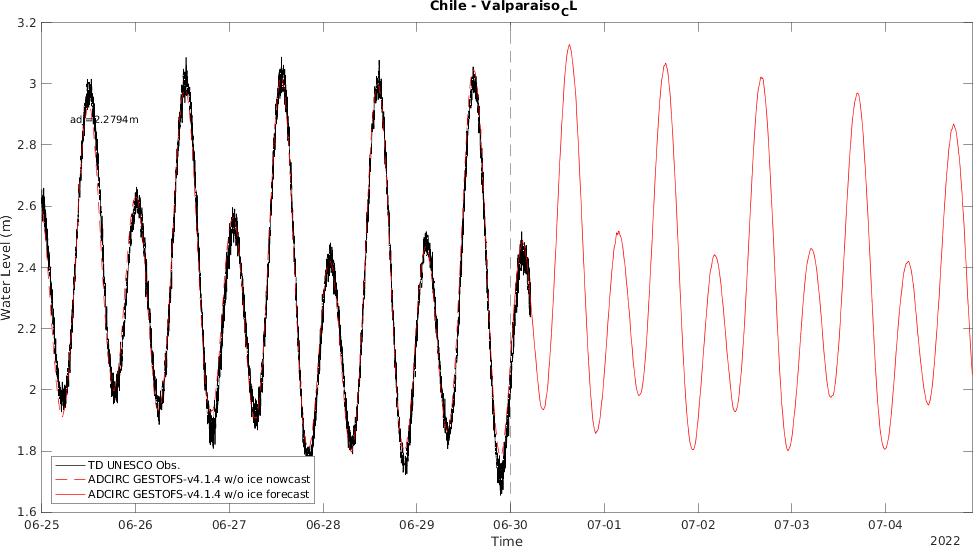 Chile - Valparaiso_CL
3.2
3
2.8
2.6
2.4
2.2
2
1.8
1.6
Water Level (m)
adj=2.2794m
TD UNESCO Obs.
ADCIRC GESTOFS-v4.1.4 w/o ice nowcast
ADCIRC GESTOFS-v4.1.4 w/o ice forecast
06-25 06-26 06-27 06-28 06-29 06-30 07-01 07-02 07-03 07-04
Time
2022